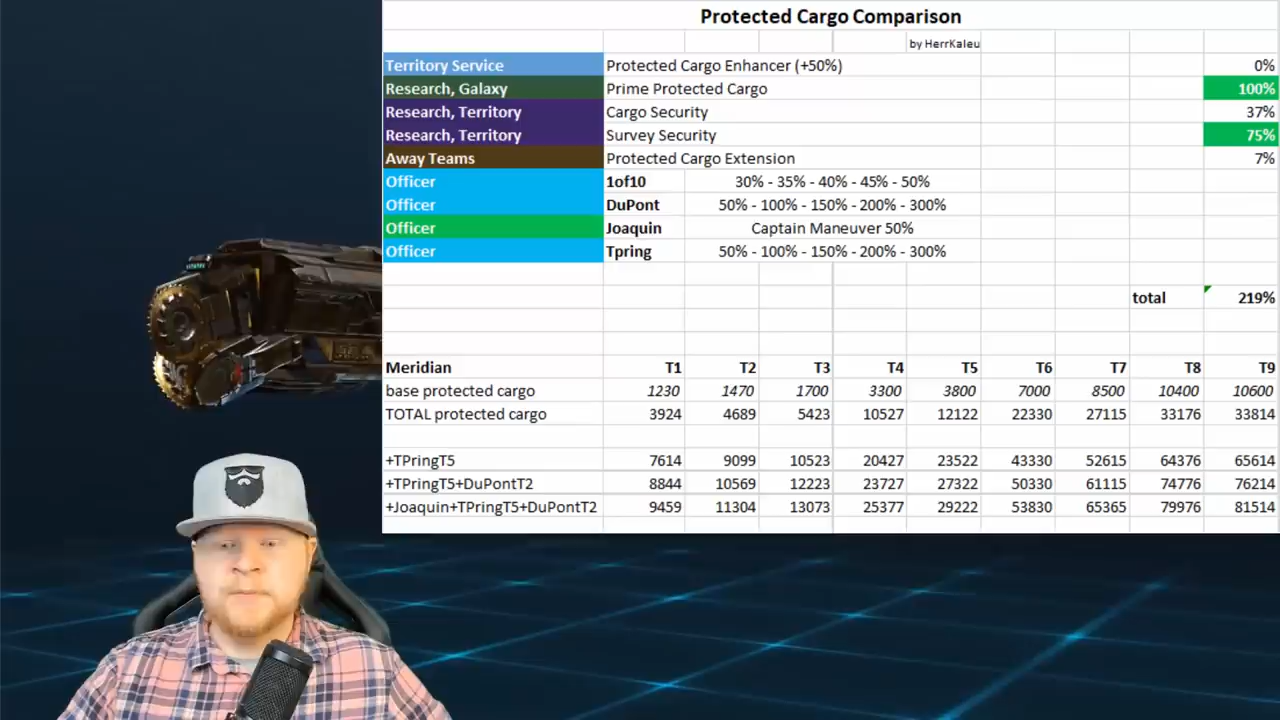 Protected Cargo Comparison
by HerrKaleu
Territory Service Protected Cargo Enhancer (+50%) 0%
Research, Galaxy Prime Protected Cargo 100%
Research, Territory Cargo Security 37%
Research, Territory Survey Security 75%
Away Teams Protected Cargo Extension 7%
Officer 1of10 30% - 35% - 40% - 45% - 50%
Officer DuPont 50% - 100% - 150% - 200% - 300%
Officer Joaquin Captain Maneuver 50%
Officer Tpring 50% - 100% - 150% - 200% - 300%
total 219%
Meridian T1 T2 T3 T4 T5 T6 T7 T8 T9
base protected cargo 1230 1470 1700 3300 3800 7000 8500 10400 10600
TOTAL protected cargo 3924 4689 5423 10527 12122 22330 27115 33176 33814
+TPringT5 7614 9099 10523 20427 23522 43330 52615 64376 65614
+TPringT5+DuPontT2 8844 10569 12223 23727 27322 50330 61115 74776 76214
+Joaquin+TPringT5+DuPontT2 9459 11304 13073 25377 29222 53830 65365 79976 81514